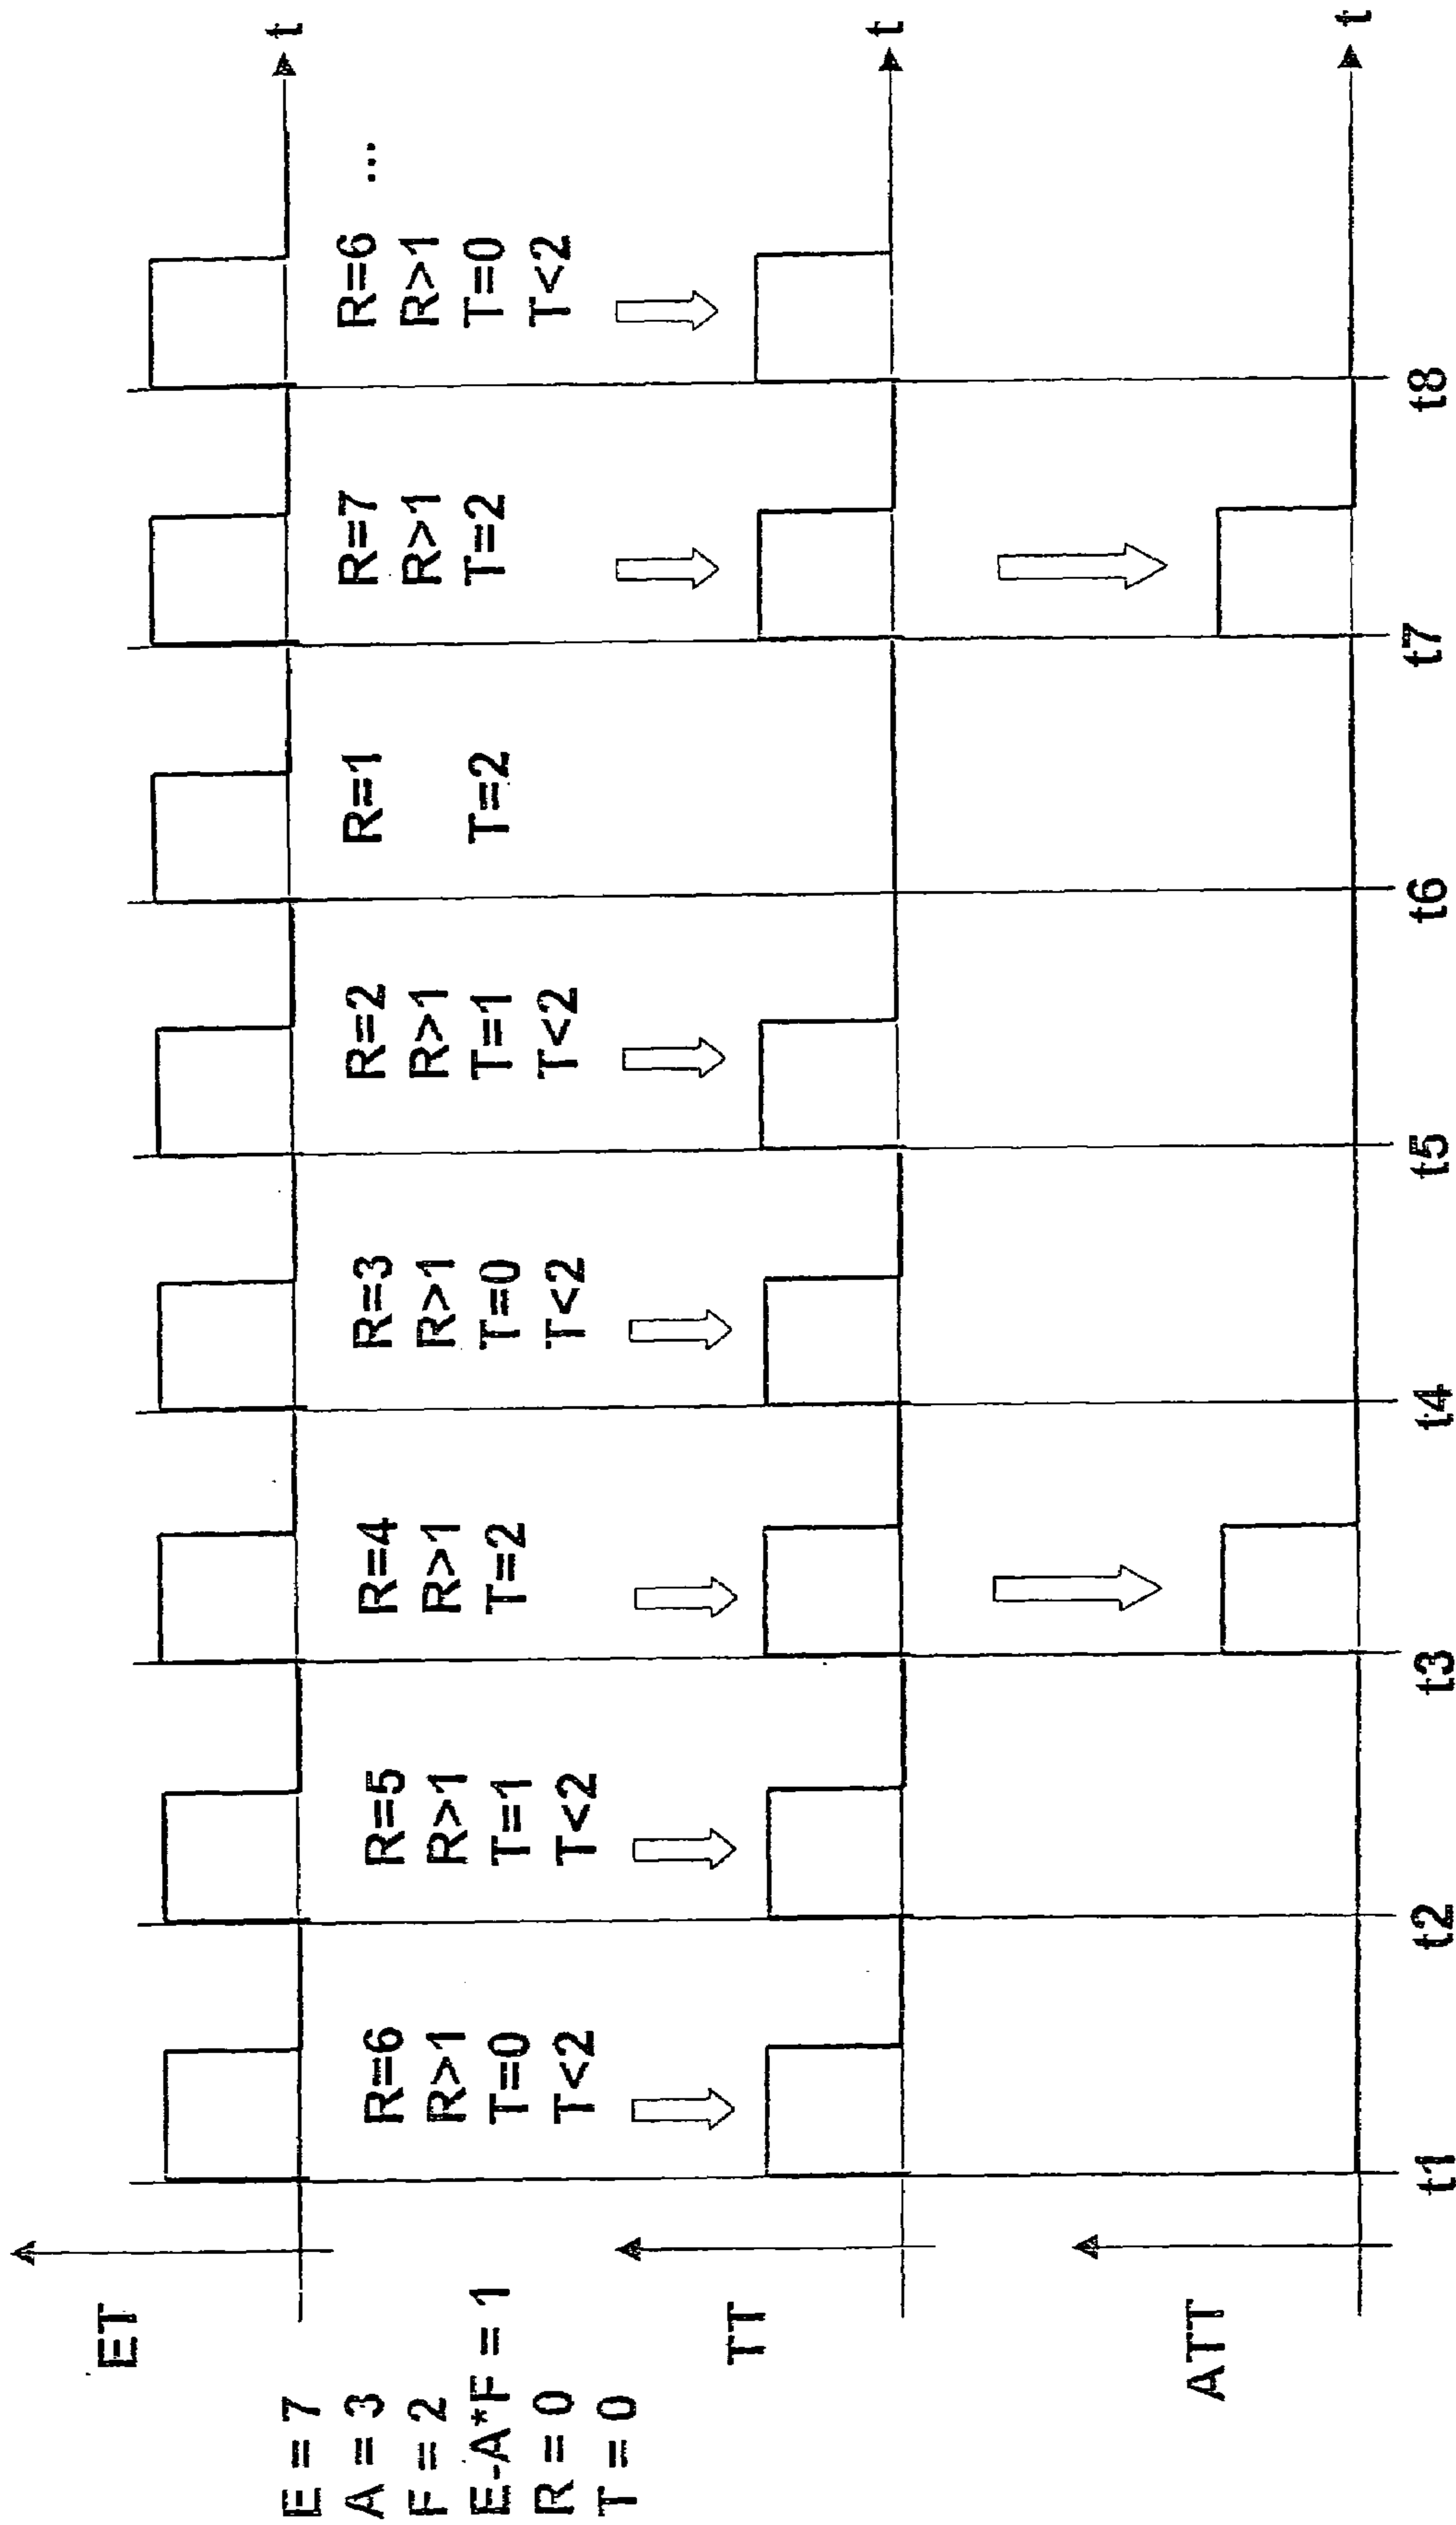 ET
t
E = 7
A = 3
F = 2
E-A*F = 1
R = 0
T = 0
R=6
R>1
T=0
T<2
R=5
R>1
T=1
T<2
R=4
R>1
T=2
R=3
R>1
T=0
T<2
R=2
R>1
T=1
T<2
R=1
T=2
R=7
R>1
T=2
R=6 ...
R>1
T=0
T<2
TT
t
ATT
t
t1 t2 t3 t4 t5 t6 t7 t8